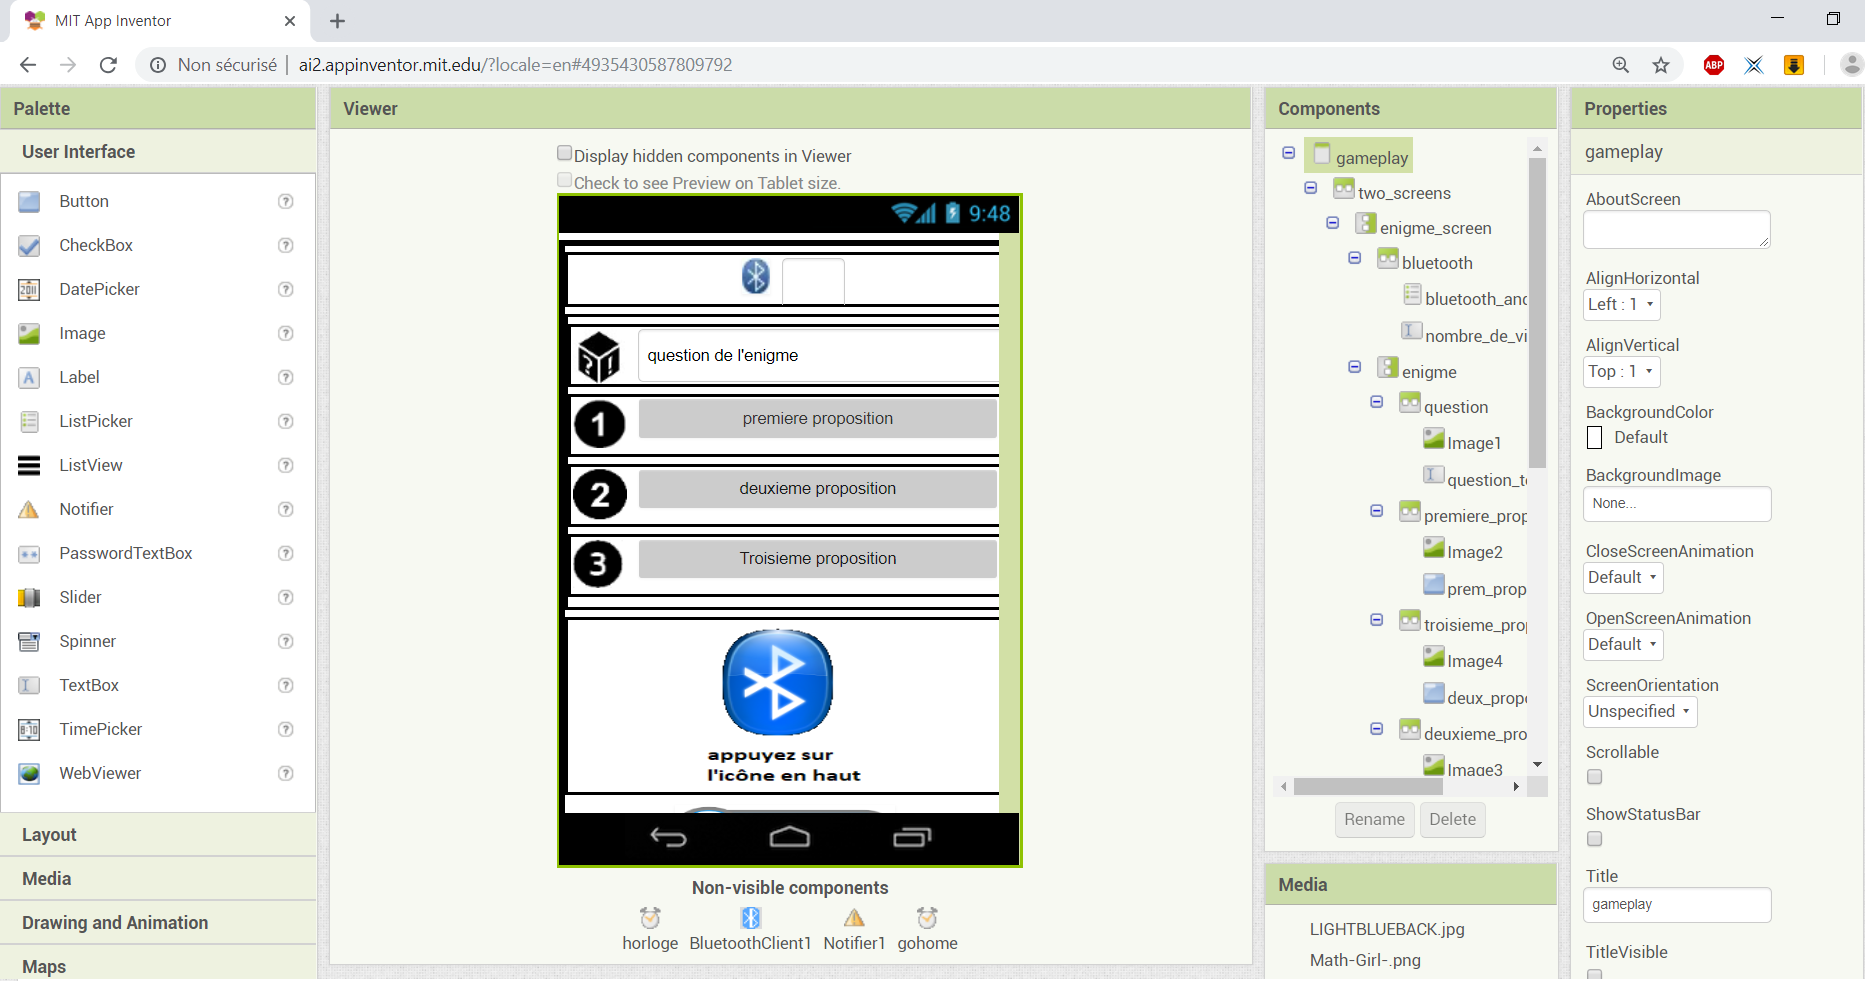 MIT App Inventor
Non sécurisé
ai2.appinventor.mit.edu/?locale=en#4935430587809792
ABP
Palette
User Interface
Button
CheckBox
DatePicker
Image
Label
ListPicker
ListView
Notifier
PasswordTextBox
Slider
Spinner
TextBox
TimePicker
WebViewer
Layout
Media
Drawing and Animation
Maps
Viewer
Display hidden components in Viewer
Check to see Preview on Tablet size.
9:48
question de l'enigme
1 premiere proposition
2 deuxieme proposition
3 Troisieme proposition
appuyez sur
l'icône en haut
Non-visible components
horloge BluetoothClient1 Notifier1 gohome
Components
gameplay
two_screens
enigme_screen
bluetooth
bluetooth_and
nombre_de_vi
enigme
question
Image1
question_te
premiere_prop
Image2
prem_prop
troisieme_prop
Image4
deux_propo
deuxieme_pro
Image3
Rename Delete
Media
LIGHTBLUEBACK.jpg
Math-Girl-.png
Properties
gameplay
AboutScreen
AlignHorizontal
Left : 1
AlignVertical
Top : 1
BackgroundColor
Default
BackgroundImage
None...
CloseScreenAnimation
Default
OpenScreenAnimation
Default
ScreenOrientation
Unspecified
Scrollable
ShowStatusBar
Title
gameplay
TitleVisible